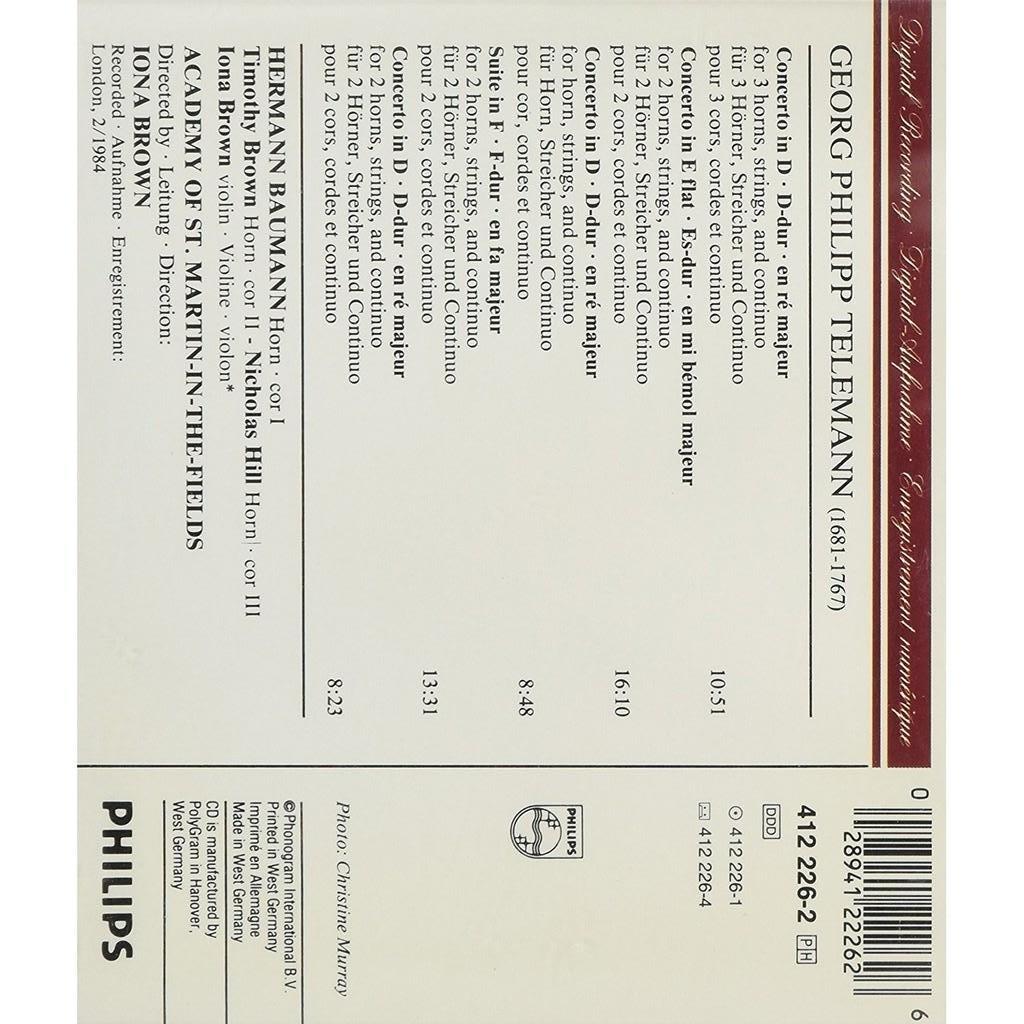 Digital Recording · Digital-Aufnahme · Enregistrement numérique
GEORG PHILIPP TELEMANN (1681-1767)
Concerto in D · D-dur · en ré majeur
for 3 horns, strings, and continuo
für 3 Hörner, Streicher und Continuo
pour 3 cors, cordes et continuo 10:51
Concerto in E flat · Es-dur · en mi bémol majeur
for 2 horns, strings, and continuo
für 2 Hörner, Streicher und Continuo
pour 2 cors, cordes et continuo 16:10
Concerto in D · D-dur · en ré majeur
for horn, strings, and continuo
für Horn, Streicher und Continuo
pour cor, cordes et continuo 8:48
Suite in F · F-dur · en fa majeur
for 2 horns, strings, and continuo
für 2 Hörner, Streicher und Continuo
pour 2 cors, cordes et continuo 13:31
Concerto in D · D-dur · en ré majeur
for 2 horns, strings, and continuo
für 2 Hörner, Streicher und Continuo
pour 2 cors, cordes et continuo 8:23
HERMANN BAUMANN Horn · cor I
Timothy Brown Horn · cor II - Nicholas Hill Horn · cor III
Iona Brown violin · Violine · violon*
ACADEMY OF ST. MARTIN-IN-THE-FIELDS
Directed by · Leitung · Direction:
IONA BROWN
Recorded · Aufnahme · Enregistrement:
London, 2/1984
0 28941 22262 6
412 226-2 PH
DDD
412 226-1
412 226-4
PHILIPS
Photo: Christine Murray
©Phonogram International B.V.
Printed in West Germany
Imprimé en Allemagne
Made in West Germany
CD is manufactured by
PolyGram in Hanover,
West Germany
PHILIPS